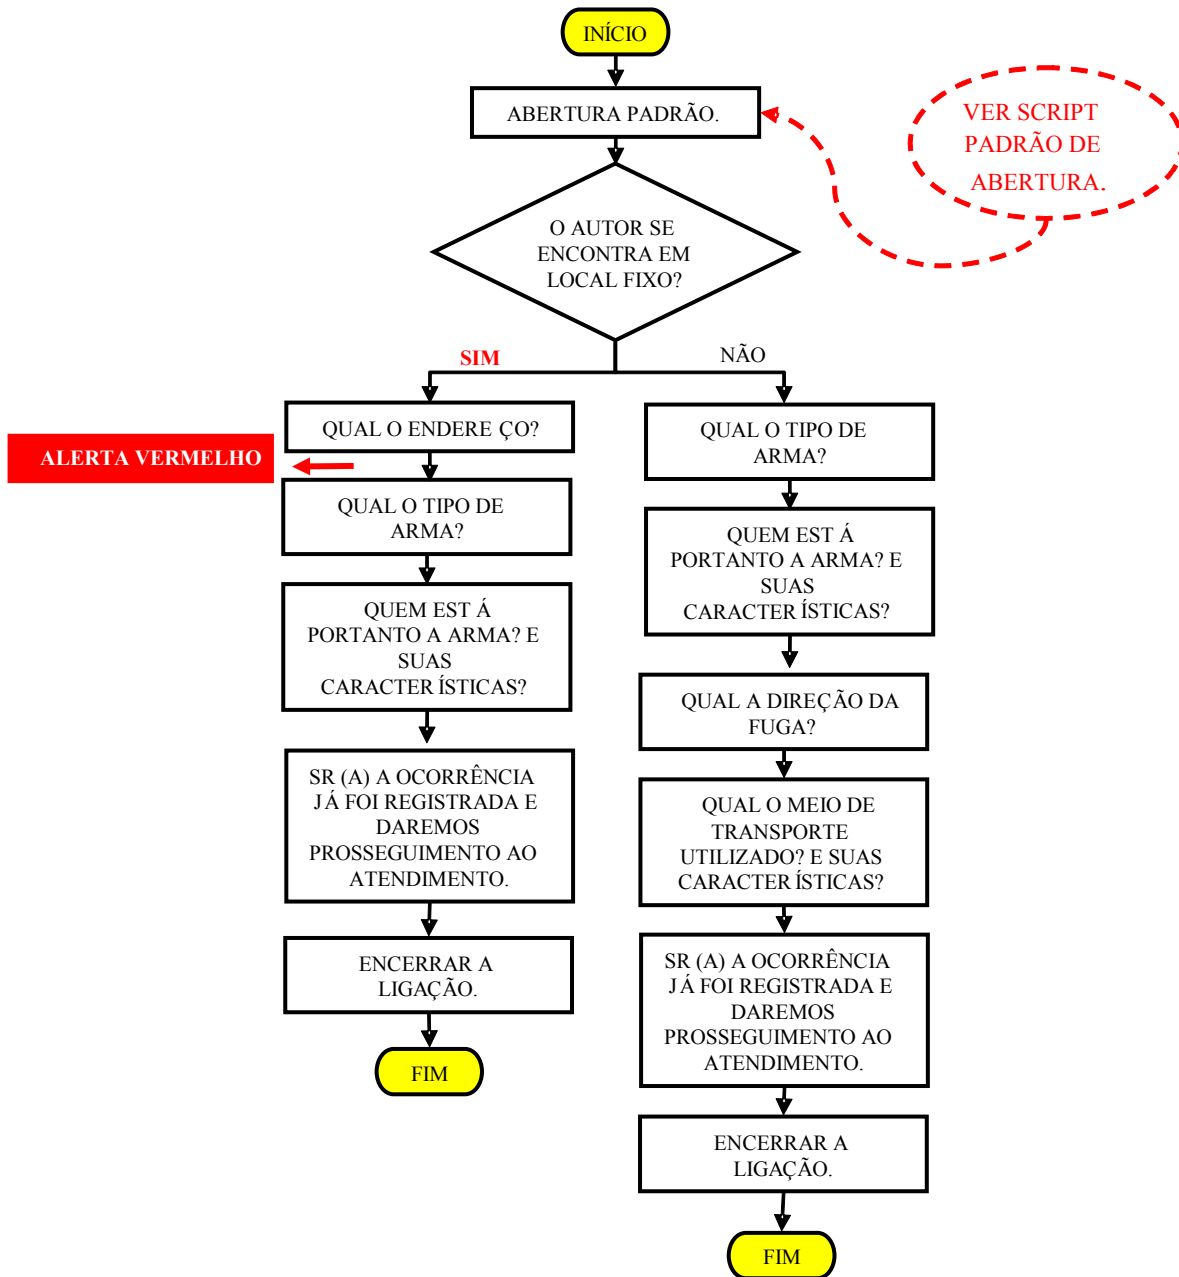 INÍCIO
ABERTURA PADRÃO.
VER SCRIPT
PADRÃO DE
ABERTURA.
O AUTOR SE
ENCONTRA EM
LOCAL FIXO?
SIM
NÃO
QUAL O ENDERE ÇO?
ALERTA VERMELHO
QUAL O TIPO DE
ARMA?
QUEM EST Á
PORTANTO A ARMA? E
SUAS
CARACTER ÍSTICAS?
SR (A) A OCORRÊNCIA
JÁ FOI REGISTRADA E
DAREMOS
PROSSEGUIMENTO AO
ATENDIMENTO.
ENCERRAR A
LIGAÇÃO.
FIM
QUAL O TIPO DE
ARMA?
QUEM EST Á
PORTANTO A ARMA? E
SUAS
CARACTER ÍSTICAS?
QUAL A DIREÇÃO DA
FUGA?
QUAL O MEIO DE
TRANSPORTE
UTILIZADO? E SUAS
CARACTER ÍSTICAS?
SR (A) A OCORRÊNCIA
JÁ FOI REGISTRADA E
DAREMOS
PROSSEGUIMENTO AO
ATENDIMENTO.
ENCERRAR A
LIGAÇÃO.
FIM